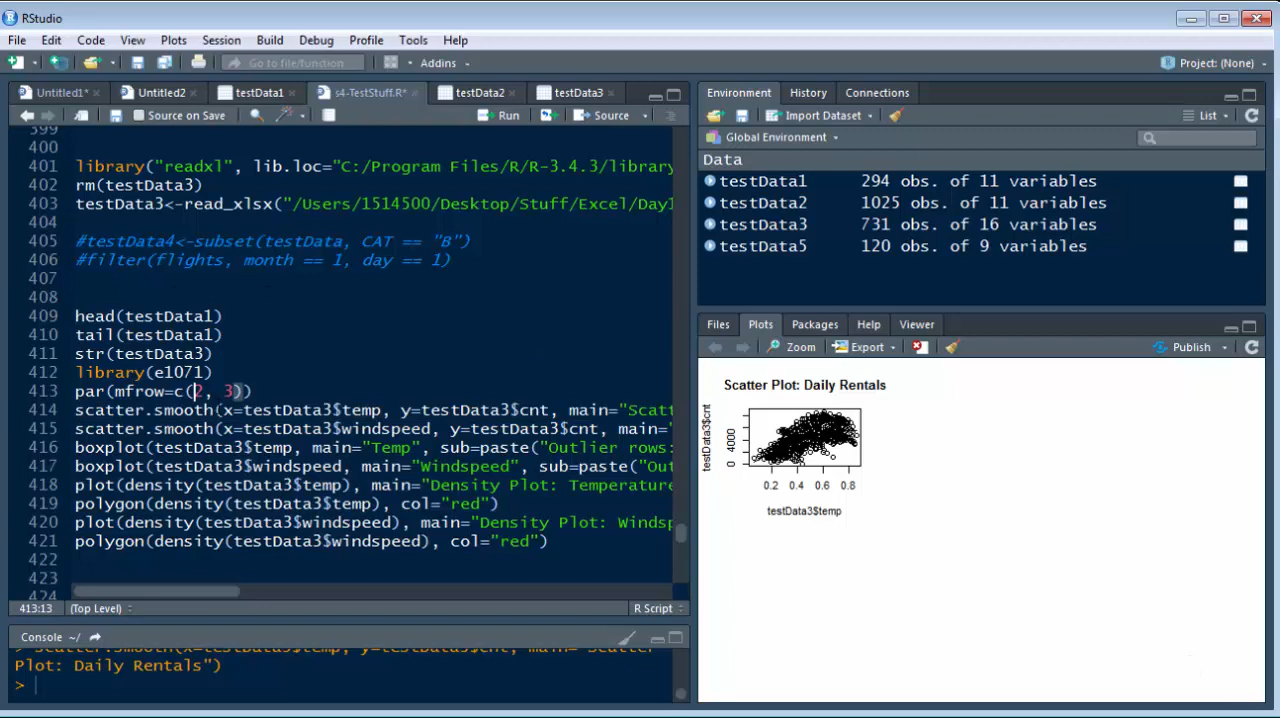 RStudio
File Edit Code View Plots Session Build Debug Profile Tools Help
Go to file/function Addins Project: (None)
Untitled1* Untitled2 testData1 s4-TestStuff.R* testData2 testData3
Source on Save Run Source
399
400
401 library("readxl", lib.loc="C:/Program Files/R/R-3.4.3/library
402 rm(testData3)
403 testData3<-read_xlsx("/Users/1514500/Desktop/Stuff/Excel/Day1
404
405 #testData4<-subset(testData, CAT == "B")
406 #filter(flights, month == 1, day == 1)
407
408
409 head(testData1)
410 tail(testData1)
411 str(testData3)
412 library(e1071)
413 par(mfrow=c(2, 3))
414 scatter.smooth(x=testData3$temp, y=testData3$cnt, main="Scatt
415 scatter.smooth(x=testData3$windspeed, y=testData3$cnt, main="
416 boxplot(testData3$temp, main="Temp", sub=paste("Outlier rows:
417 boxplot(testData3$windspeed, main="Windspeed", sub=paste("Out
418 plot(density(testData3$temp), main="Density Plot: Temperature
419 polygon(density(testData3$temp), col="red")
420 plot(density(testData3$windspeed), main="Density Plot: Winds
421 polygon(density(testData3$windspeed), col="red")
422
423
424
413:13 (Top Level) R Script
Console ~/
> scatter.smooth(x=testData3$temp, y=testData3$cnt, main="Scatter
Plot: Daily Rentals")
>
Environment History Connections
Import Dataset List
Global Environment
Data
testData1 294 obs. of 11 variables
testData2 1025 obs. of 11 variables
testData3 731 obs. of 16 variables
testData5 120 obs. of 9 variables
Files Plots Packages Help Viewer
Zoom Export Publish
Scatter Plot: Daily Rentals
testData3$cnt
0 4000
0.2 0.4 0.6 0.8
testData3$temp